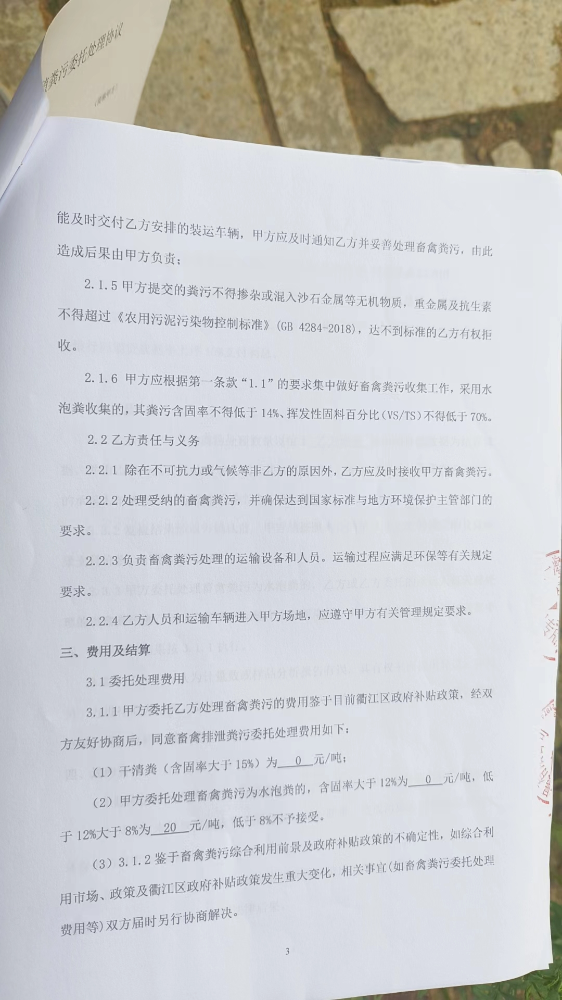 粪污委托处理协议
能及时交付乙方安排的装运车辆，甲方应及时通知乙方并妥善处理畜禽粪污，由此
造成后果由甲方负责；
2.1.5 甲方提交的粪污不得掺杂或混入沙石金属等无机物质，重金属及抗生素
不得超过《农用污泥污染物控制标准》(GB 4284-2018)，达不到标准的乙方有权拒
收。
2.1.6 甲方应根据第一条款“1.1”的要求集中做好畜禽粪污收集工作，采用水
泡粪收集的，其粪污含固率不得低于 14%、挥发性固料百分比（VS/TS）不得低于 70%。
2.2 乙方责任与义务
2.2.1 除在不可抗力或气候等非乙方的原因外，乙方应及时接收甲方畜禽粪污。
2.2.2 处理受纳的畜禽粪污，并确保达到国家标准与地方环境保护主管部门的
要求。
2.2.3 负责畜禽粪污处理的运输设备和人员。运输过程应满足环保等有关规定
要求。
2.2.4 乙方人员和运输车辆进入甲方场地，应遵守甲方有关管理规定要求。
三、费用及结算
3.1 委托处理费用
3.1.1 甲方委托乙方处理畜禽粪污的费用鉴于目前衢江区政府补贴政策，经双
方友好协商后，同意畜禽排泄粪污委托处理费用如下：
（1）干清粪（含固率大于 15%）为 0 元/吨；
（2）甲方委托处理畜禽粪污为水泡粪的，含固率大于 12%为 0 元/吨，低
于 12%大于 8%为 20 元/吨，低于 8%不予接受。
（3）3.1.2 鉴于畜禽粪污综合利用前景及政府补贴政策的不确定性，如综合利
用市场、政策及衢江区政府补贴政策发生重大变化，相关事宜(如畜禽粪污委托处理
费用等)双方届时另行协商解决。
3